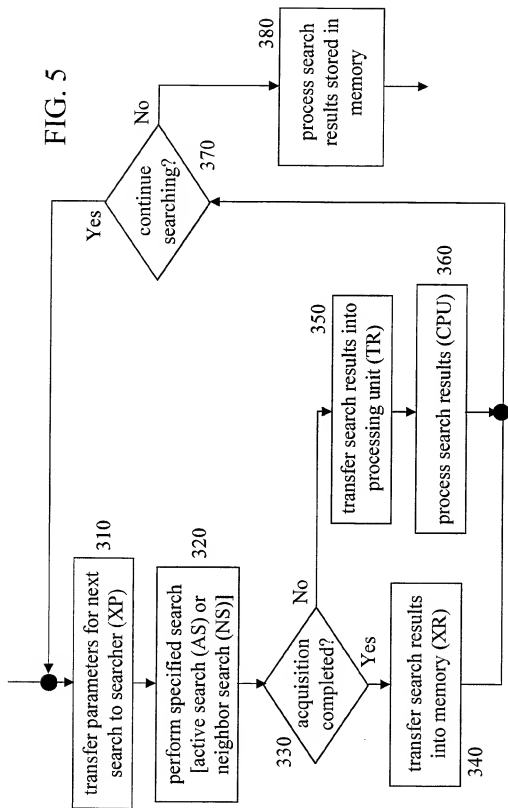 FIG. 5
310
transfer parameters for next
search to searcher (XP)
320
perform specified search
[active search (AS) or
neighbor search (NS)]
330
acquisition
completed?
No
Yes
transfer search results
into memory (XR)
340
350
transfer search results into
processing unit (TR)
process search results (CPU)
360
continue
searching?
370
Yes
No
380
process search
results stored in
memory